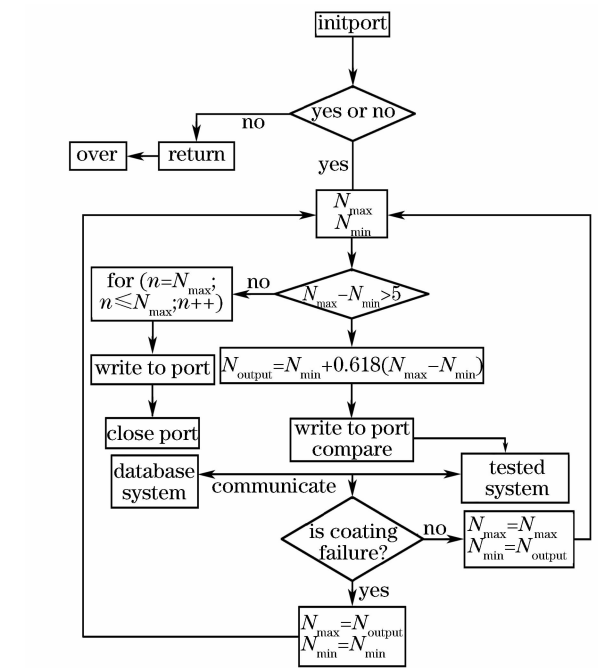 initport
yes or no
no
over
return
yes
N_max
N_min
for (n=N_max;
n≤N_max;n++)
no
N_max−N_min>5
write to port
N_output=N_min+0.618(N_max−N_min)
close port
write to port
compare
database
system
communicate
tested
system
is coating
failure?
no
N_max=N_max
N_min=N_output
yes
N_max=N_output
N_min=N_min